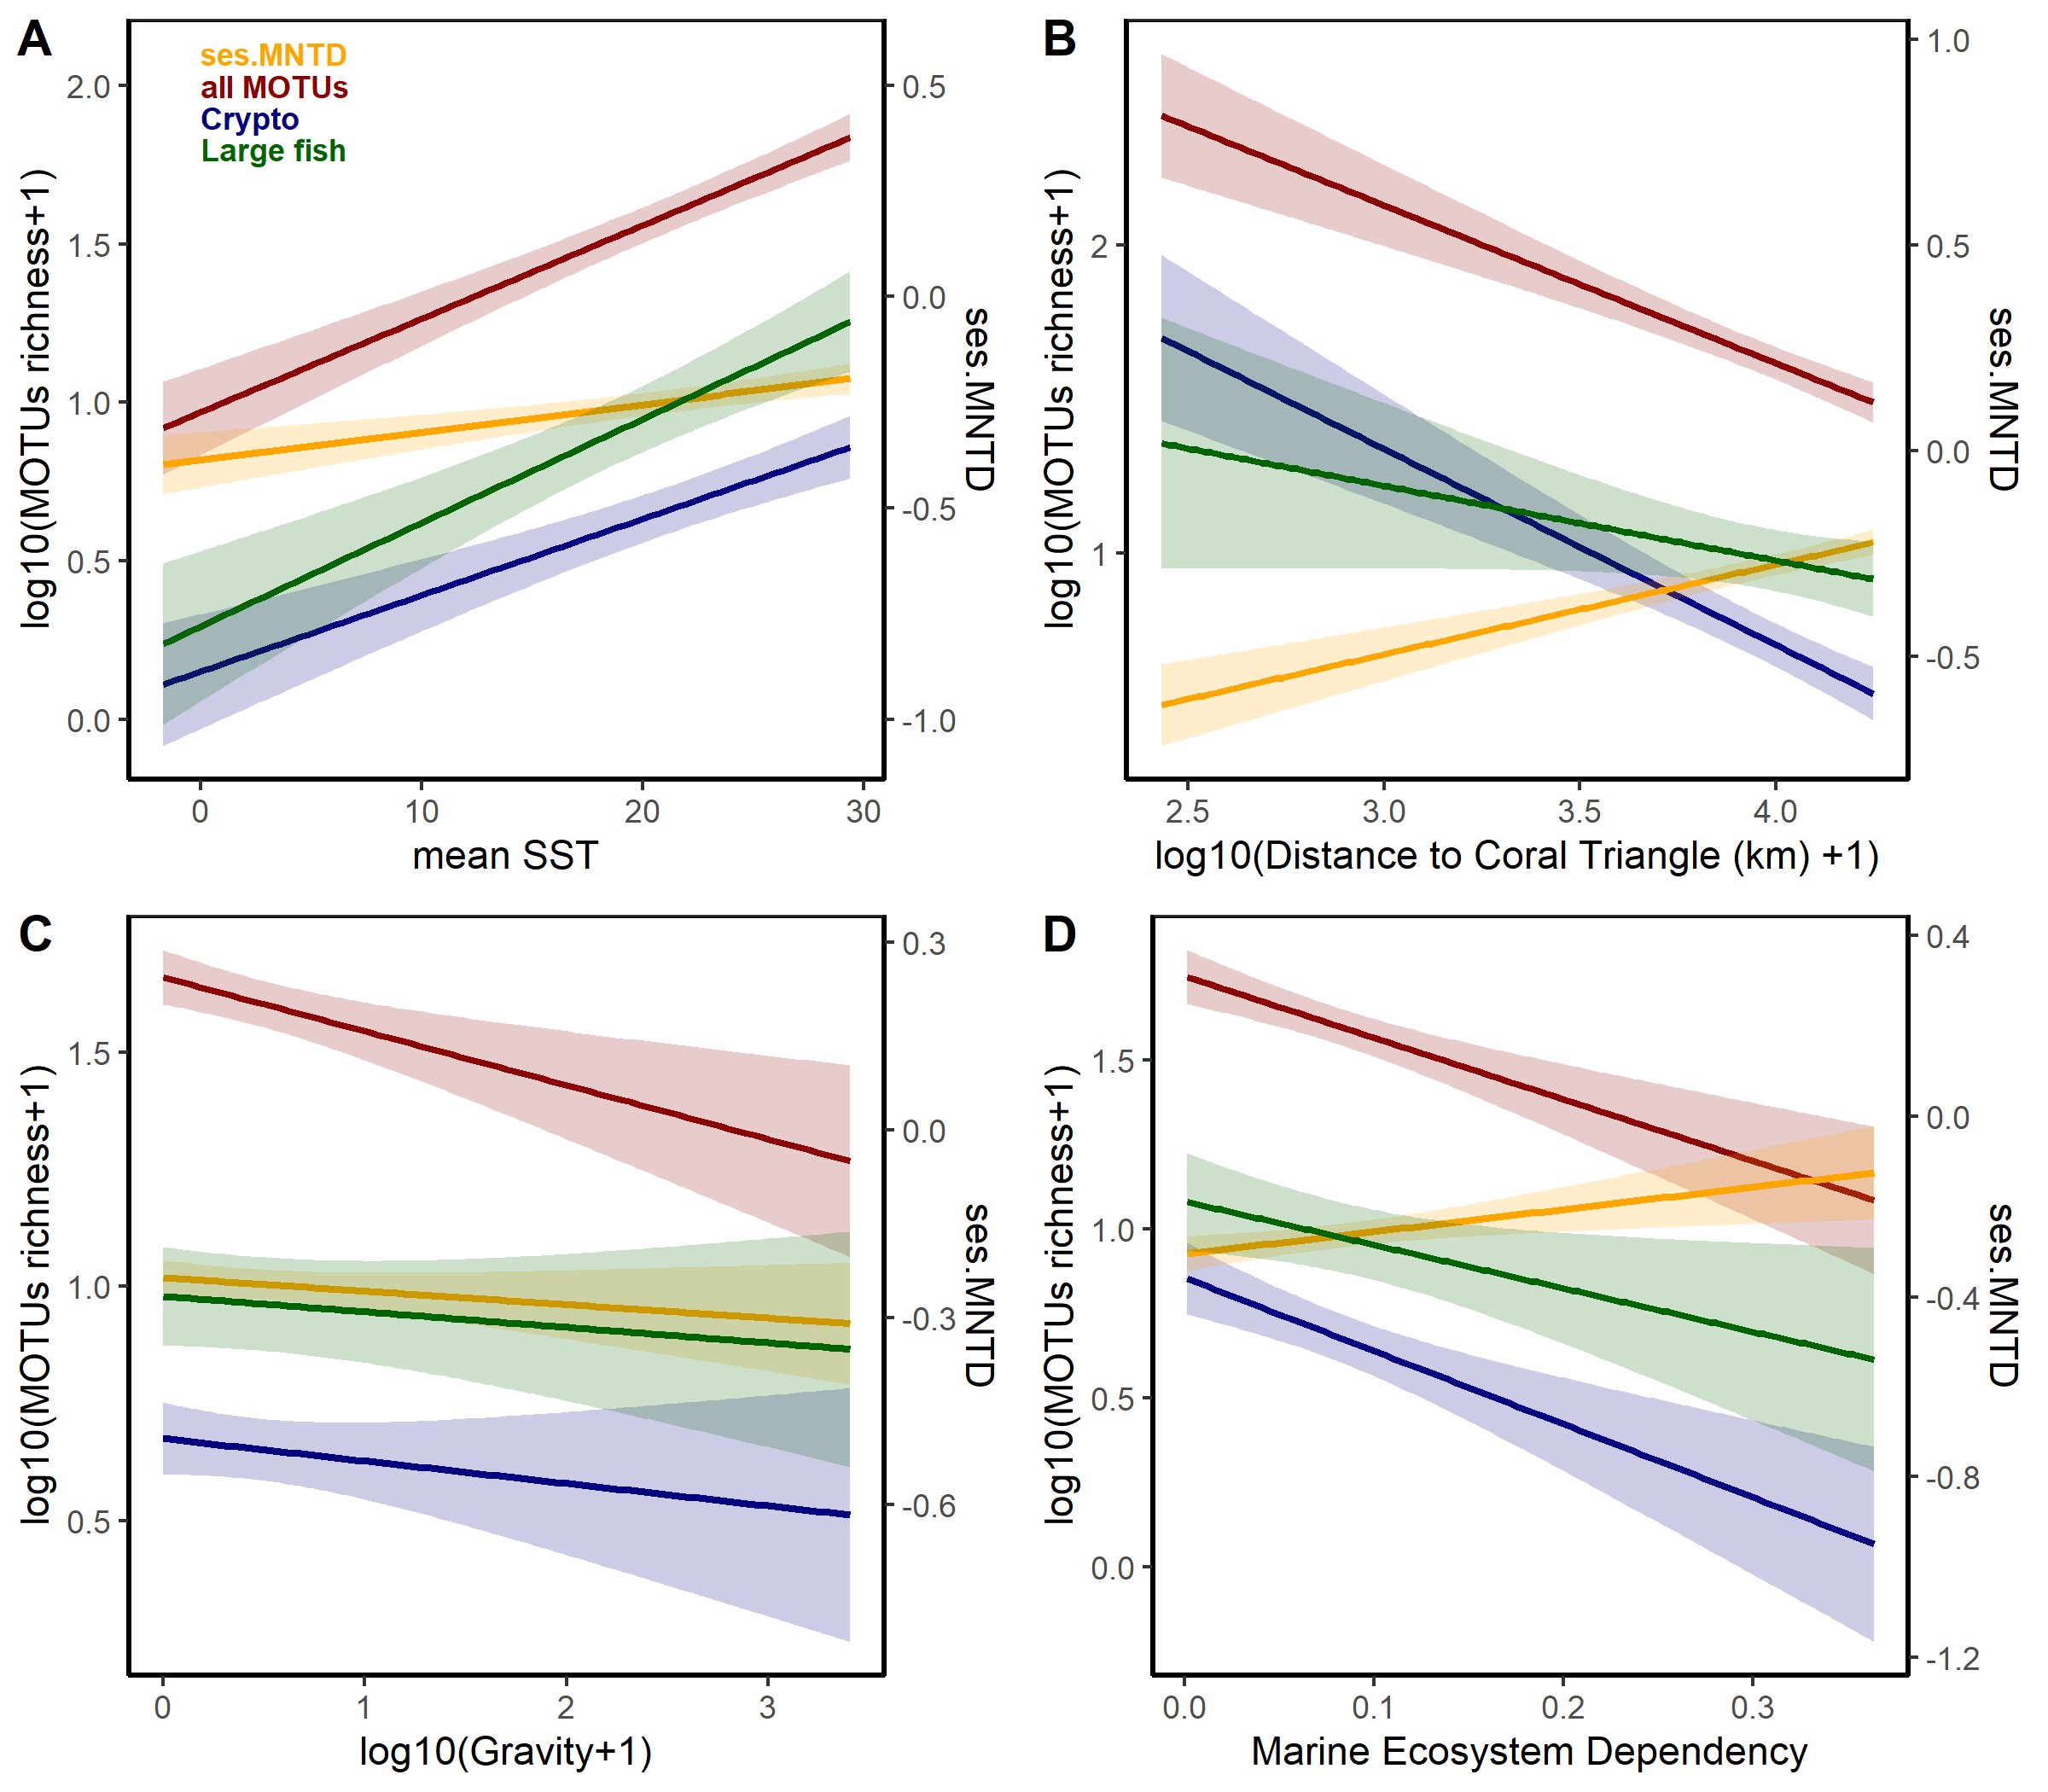 A
ses.MNTD
all MOTUs
Crypto
Large fish
log10(MOTUs richness+1)
2.0
1.5
1.0
0.5
0.0
0.5
0.0
-0.5
-1.0
ses.MNTD
0 10 20 30
mean SST
B
log10(MOTUs richness+1)
2
1
1.0
0.5
0.0
-0.5
ses.MNTD
2.5 3.0 3.5 4.0
log10(Distance to Coral Triangle (km) +1)
C
log10(MOTUs richness+1)
1.5
1.0
0.5
0.3
0.0
-0.3
-0.6
ses.MNTD
0 1 2 3
log10(Gravity+1)
D
log10(MOTUs richness+1)
1.5
1.0
0.5
0.0
0.4
0.0
-0.4
-0.8
-1.2
ses.MNTD
0.0 0.1 0.2 0.3
Marine Ecosystem Dependency